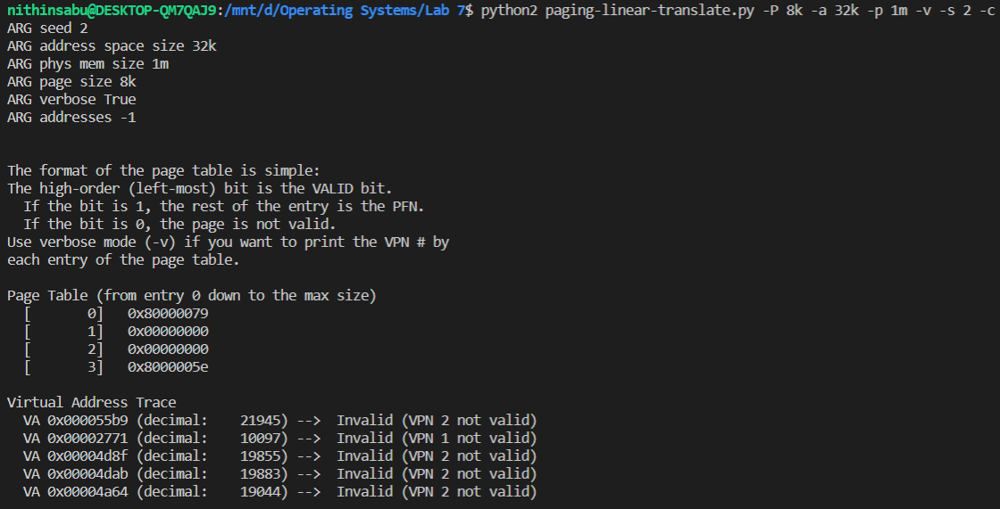 nithinsabu@DESKTOP-QM7QAJ9:/mnt/d/Operating Systems/Lab 7$ python2 paging-linear-translate.py -P 8k -a 32k -p 1m -v -s 2 -c
ARG seed 2
ARG address space size 32k
ARG phys mem size 1m
ARG page size 8k
ARG verbose True
ARG addresses -1
The format of the page table is simple:
The high-order (left-most) bit is the VALID bit.
  If the bit is 1, the rest of the entry is the PFN.
  If the bit is 0, the page is not valid.
Use verbose mode (-v) if you want to print the VPN # by
each entry of the page table.
Page Table (from entry 0 down to the max size)
  [       0]   0x80000079
  [       1]   0x00000000
  [       2]   0x00000000
  [       3]   0x8000005e
Virtual Address Trace
  VA 0x000055b9 (decimal:    21945) -->  Invalid (VPN 2 not valid)
  VA 0x00002771 (decimal:    10097) -->  Invalid (VPN 1 not valid)
  VA 0x00004d8f (decimal:    19855) -->  Invalid (VPN 2 not valid)
  VA 0x00004dab (decimal:    19883) -->  Invalid (VPN 2 not valid)
  VA 0x00004a64 (decimal:    19044) -->  Invalid (VPN 2 not valid)